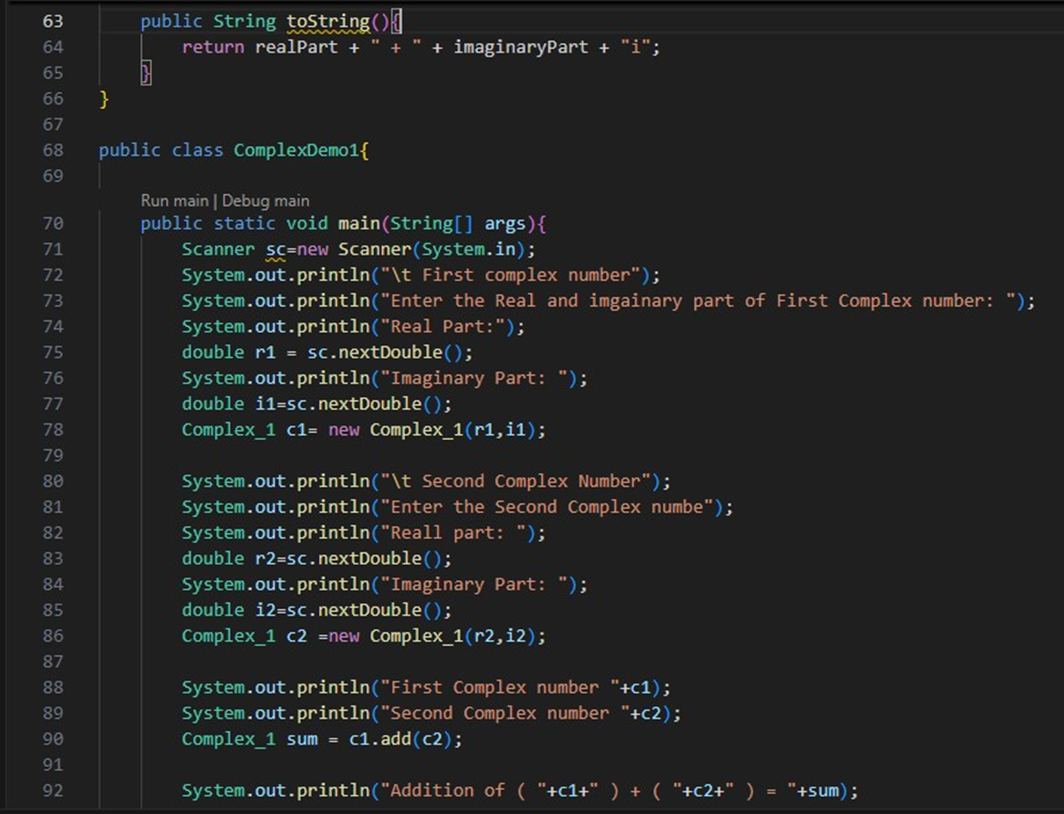 63 public String toString(){
64 return realPart + " + " + imaginaryPart + "i";
65 }
66 }
67
68 public class ComplexDemo1{
69
Run main | Debug main
70 public static void main(String[] args){
71 Scanner sc=new Scanner(System.in);
72 System.out.println("\t First complex number");
73 System.out.println("Enter the Real and imgainary part of First Complex number: ");
74 System.out.println("Real Part:");
75 double r1 = sc.nextDouble();
76 System.out.println("Imaginary Part: ");
77 double i1=sc.nextDouble();
78 Complex_1 c1= new Complex_1(r1,i1);
79
80 System.out.println("\t Second Complex Number");
81 System.out.println("Enter the Second Complex numbe");
82 System.out.println("Reall part: ");
83 double r2=sc.nextDouble();
84 System.out.println("Imaginary Part: ");
85 double i2=sc.nextDouble();
86 Complex_1 c2 =new Complex_1(r2,i2);
87
88 System.out.println("First Complex number "+c1);
89 System.out.println("Second Complex number "+c2);
90 Complex_1 sum = c1.add(c2);
91
92 System.out.println("Addition of ( "+c1+" ) + ( "+c2+" ) = "+sum);